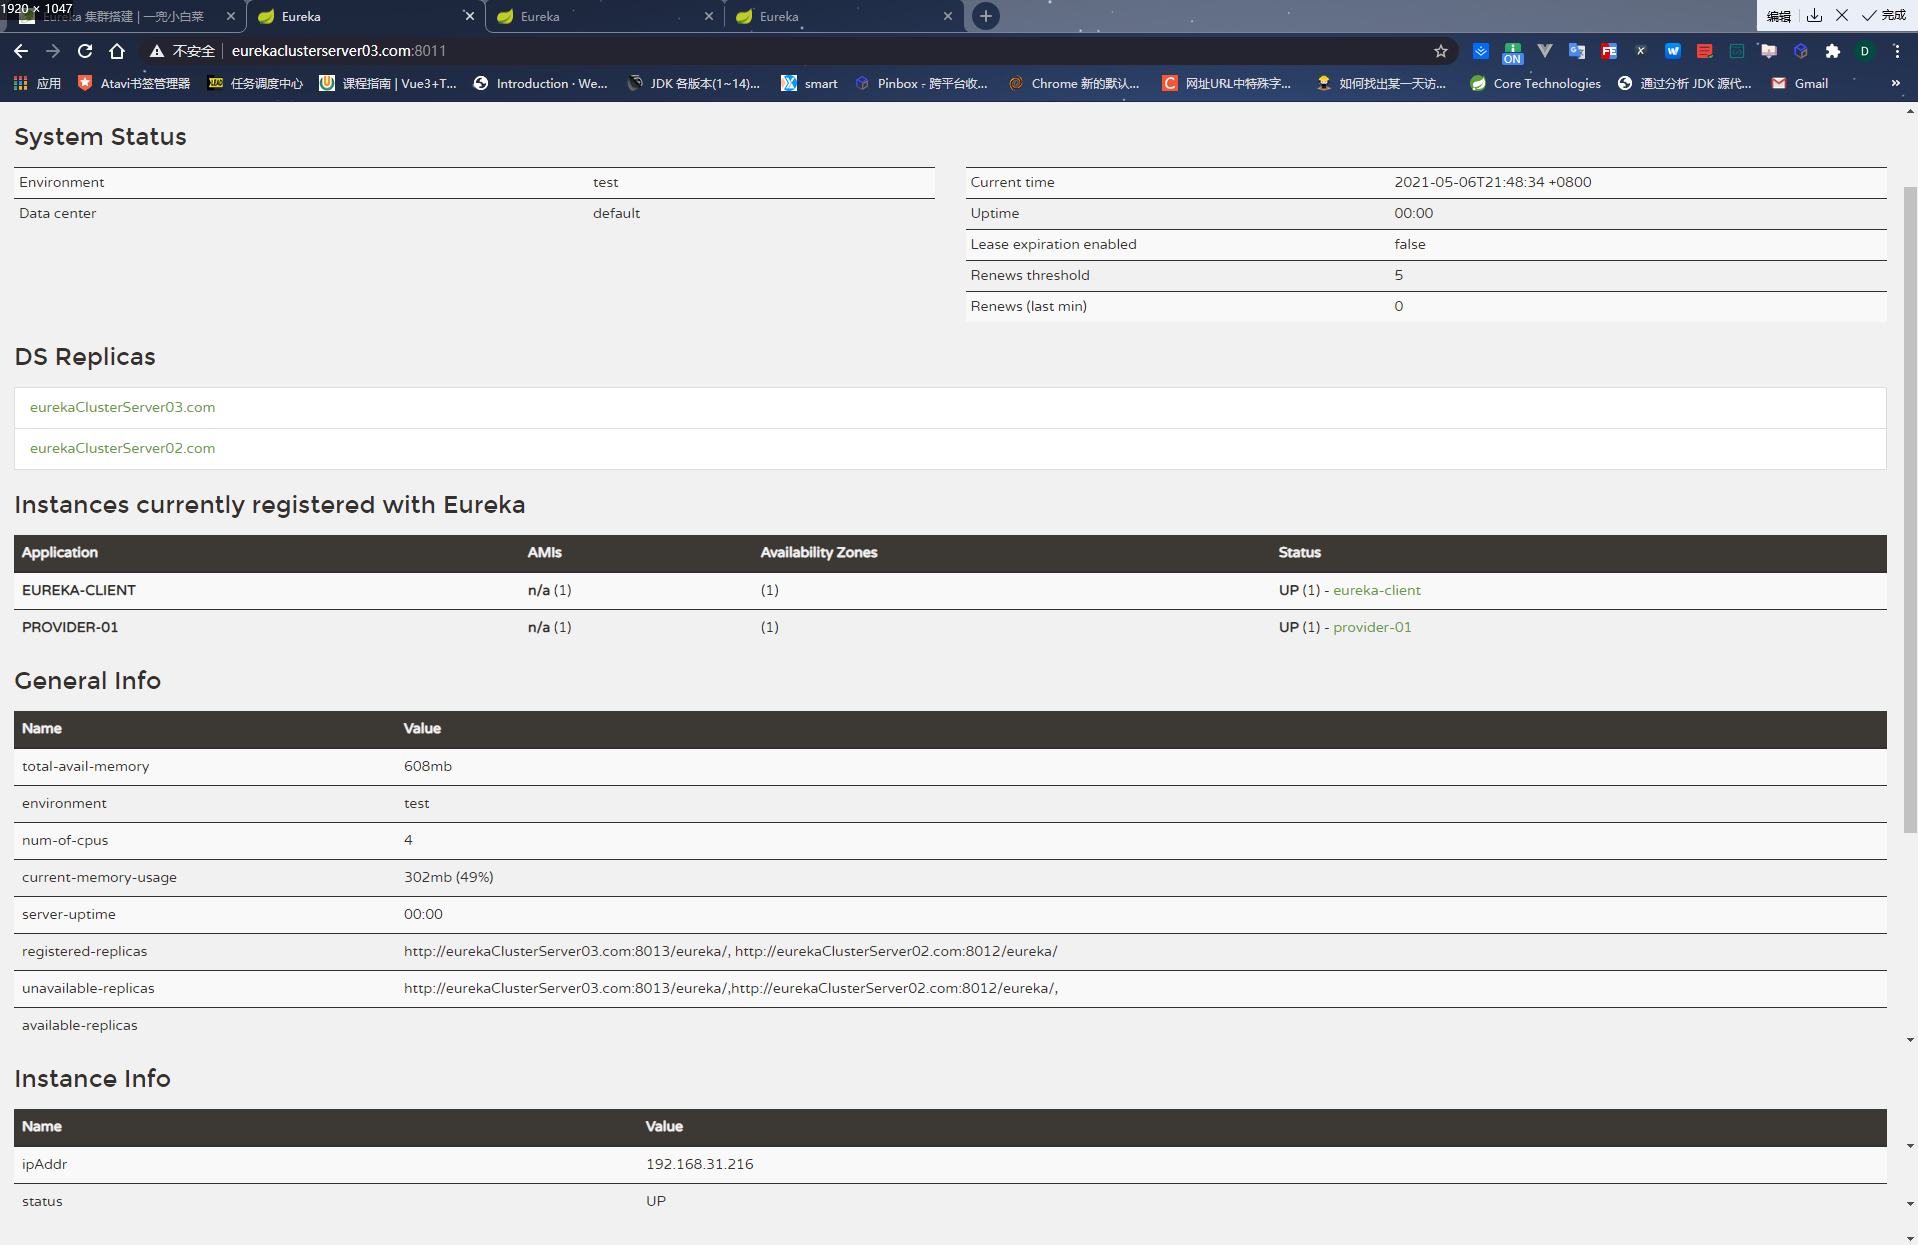 1920 × 1047
Eureka 集群搭建 | 一兜小白菜
Eureka
Eureka
Eureka
编辑
完成
不安全
eurekaclusterserver03.com:8011
ON
D
应用
Atavi书签管理器
任务调度中心
课程指南 | Vue3+T...
Introduction · We...
JDK 各版本(1~14)...
smart
Pinbox - 跨平台收...
Chrome 新的默认...
网址URL中特殊字...
如何找出某一天访...
Core Technologies
通过分析 JDK 源代...
Gmail
»
System Status
Environment test
Data center default
Current time 2021-05-06T21:48:34 +0800
Uptime 00:00
Lease expiration enabled false
Renews threshold 5
Renews (last min) 0
DS Replicas
eurekaClusterServer03.com
eurekaClusterServer02.com
Instances currently registered with Eureka
Application AMIs Availability Zones Status
EUREKA-CLIENT n/a (1) (1) UP (1) - eureka-client
PROVIDER-01 n/a (1) (1) UP (1) - provider-01
General Info
Name Value
total-avail-memory 608mb
environment test
num-of-cpus 4
current-memory-usage 302mb (49%)
server-uptime 00:00
registered-replicas http://eurekaClusterServer03.com:8013/eureka/, http://eurekaClusterServer02.com:8012/eureka/
unavailable-replicas http://eurekaClusterServer03.com:8013/eureka/,http://eurekaClusterServer02.com:8012/eureka/,
available-replicas
Instance Info
Name Value
ipAddr 192.168.31.216
status UP